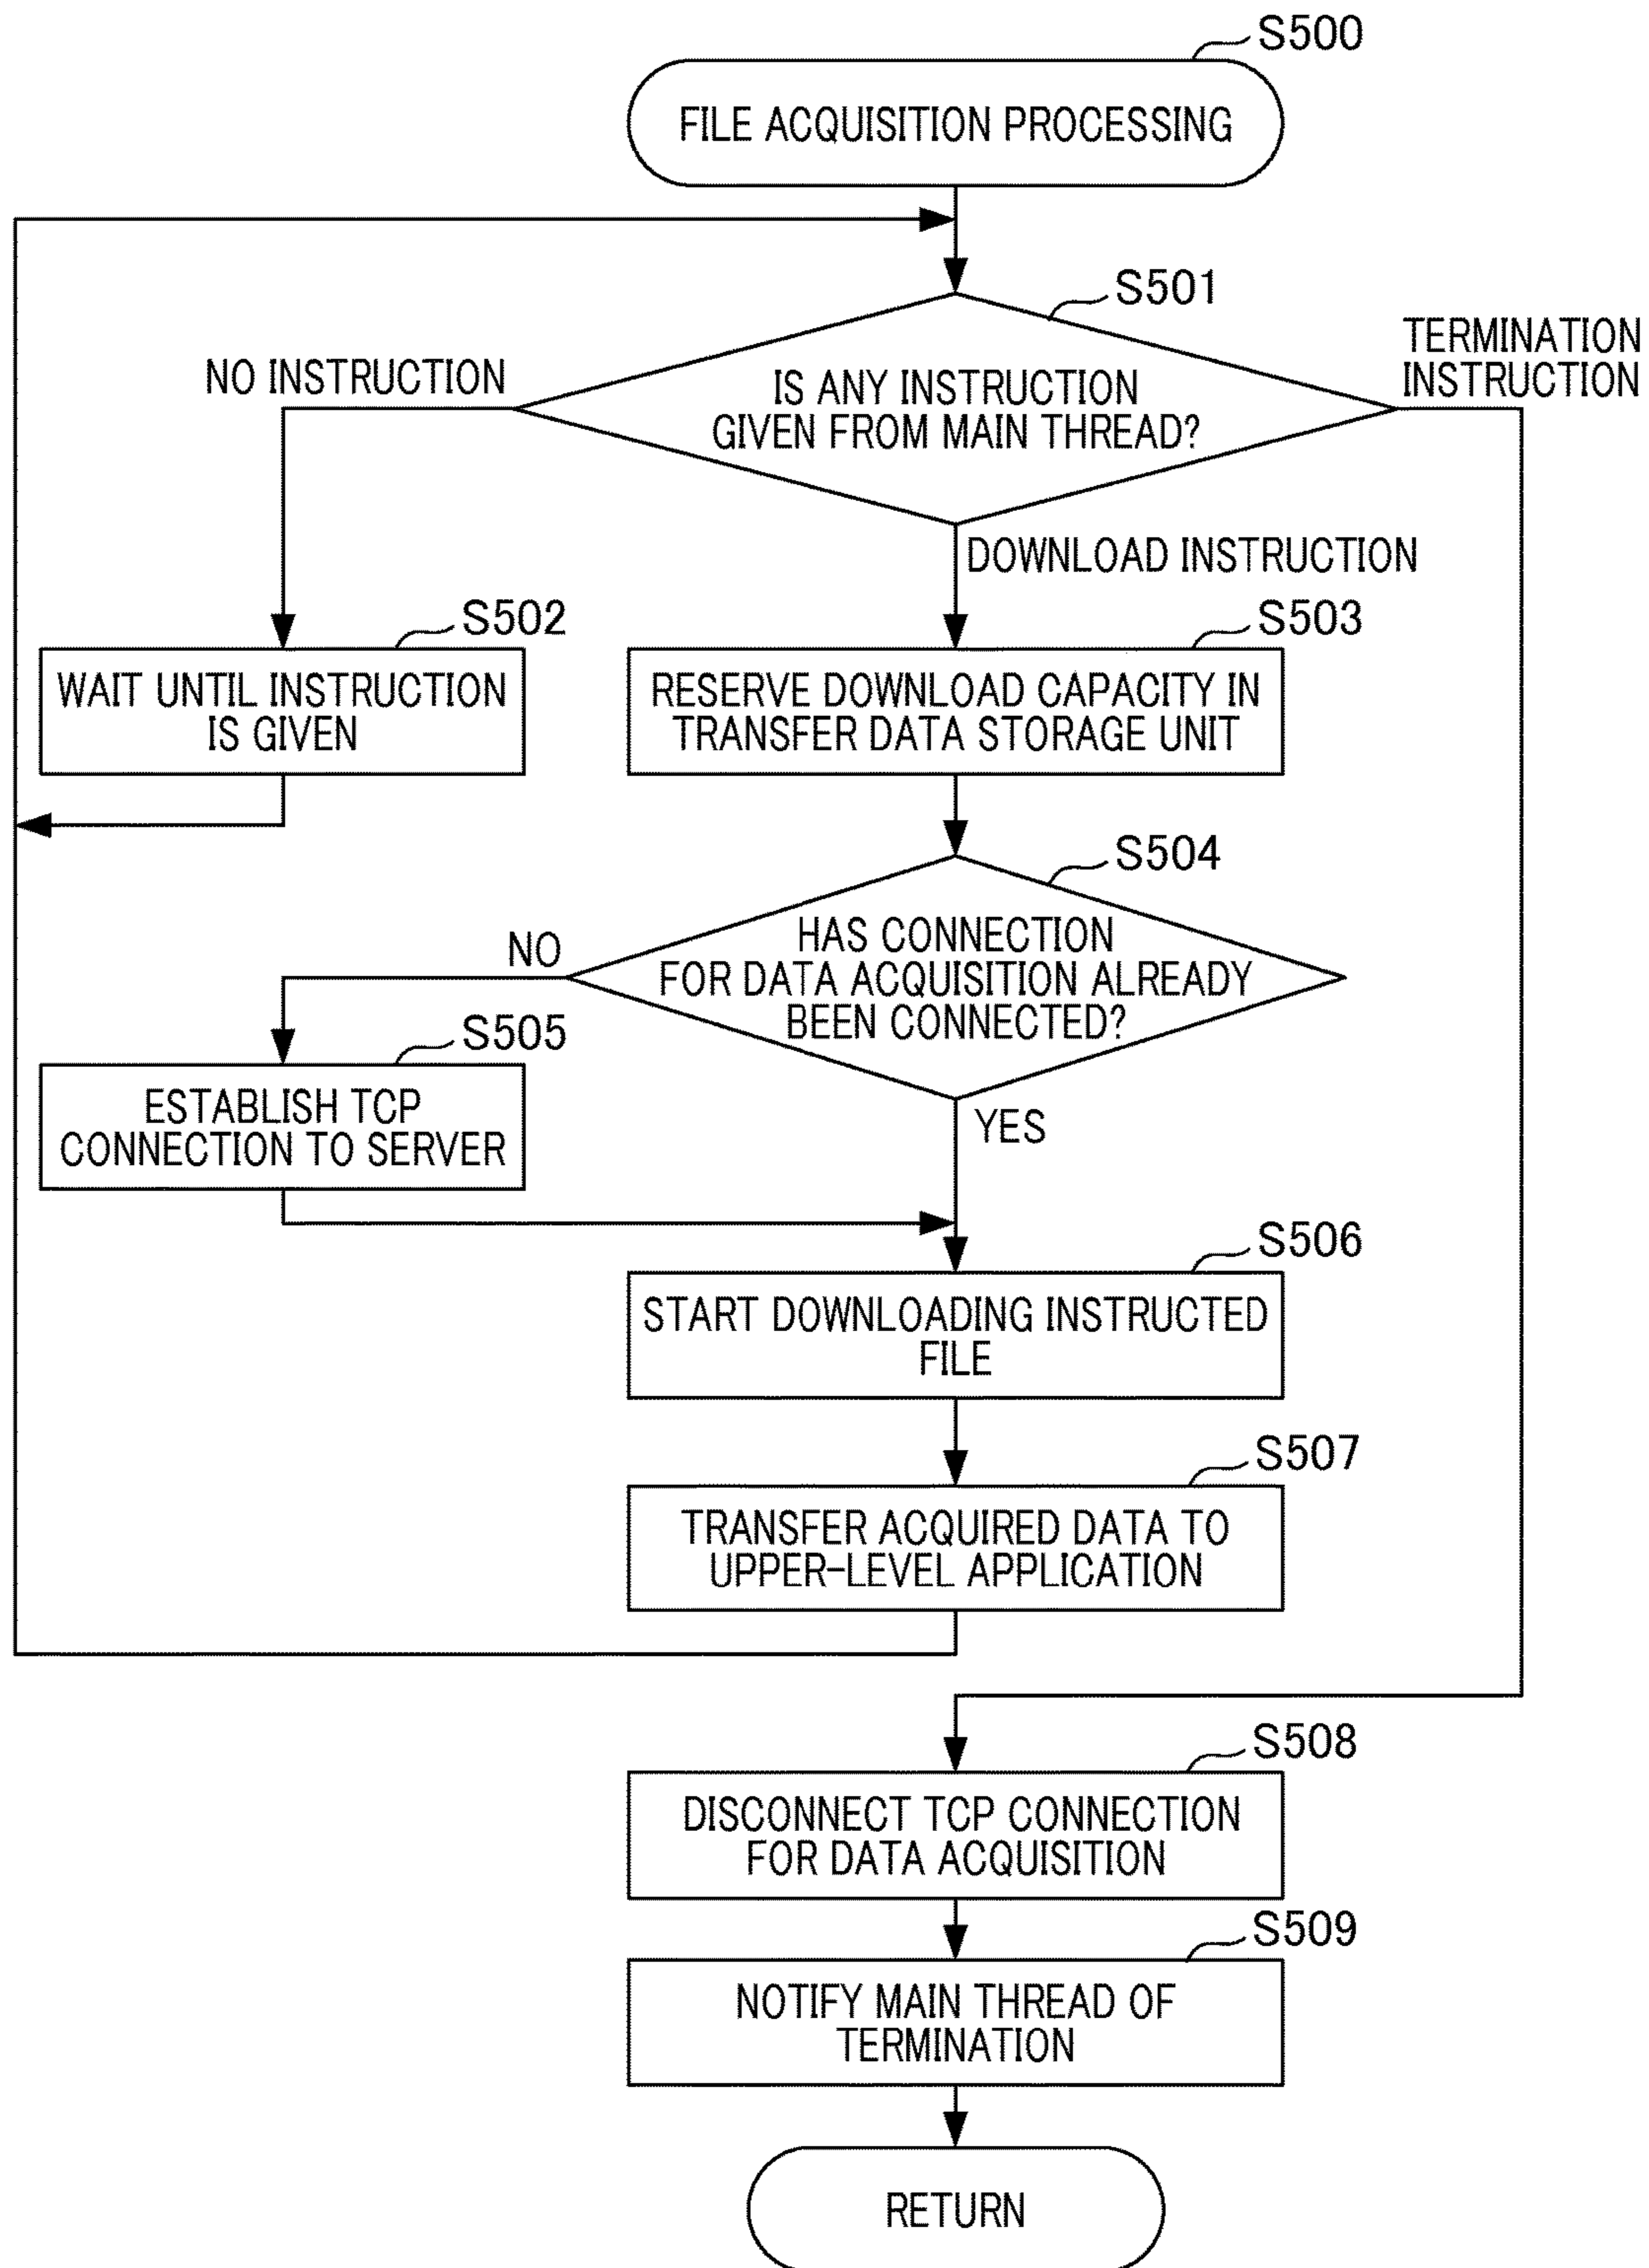 S500
FILE ACQUISITION PROCESSING
S501
TERMINATION
INSTRUCTION
NO INSTRUCTION
IS ANY INSTRUCTION
GIVEN FROM MAIN THREAD?
DOWNLOAD INSTRUCTION
S502
S503
WAIT UNTIL INSTRUCTION
IS GIVEN
RESERVE DOWNLOAD CAPACITY IN
TRANSFER DATA STORAGE UNIT
S504
NO
HAS CONNECTION
FOR DATA ACQUISITION ALREADY
BEEN CONNECTED?
S505
ESTABLISH TCP
CONNECTION TO SERVER
YES
S506
START DOWNLOADING INSTRUCTED
FILE
S507
TRANSFER ACQUIRED DATA TO
UPPER-LEVEL APPLICATION
S508
DISCONNECT TCP CONNECTION
FOR DATA ACQUISITION
S509
NOTIFY MAIN THREAD OF
TERMINATION
RETURN